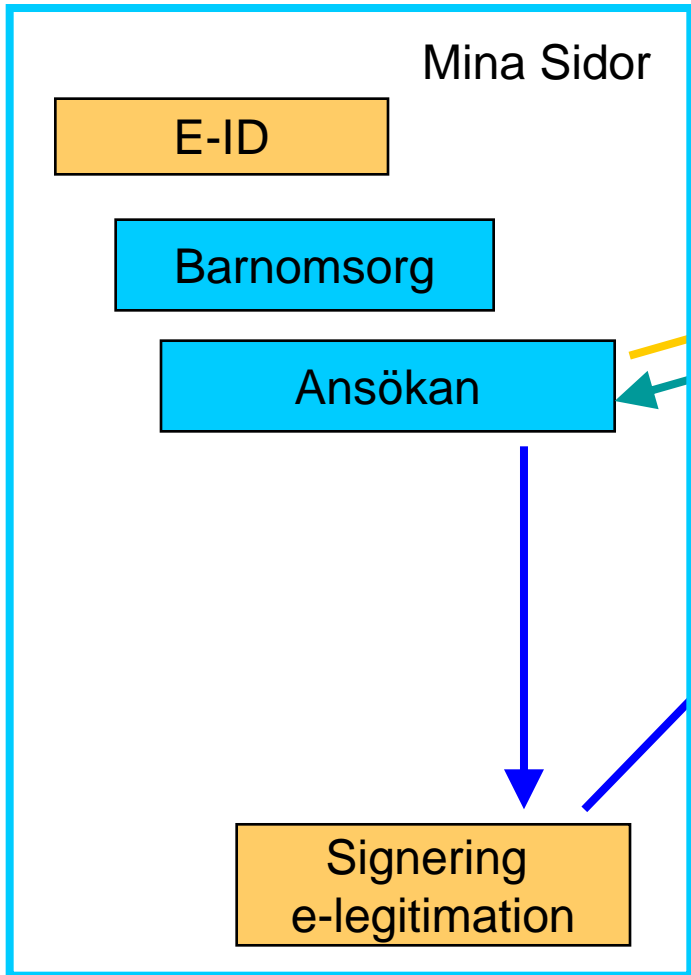 Mina Sidor
E-ID
Barnomsorg
Ansökan
Signering
e-legitimation